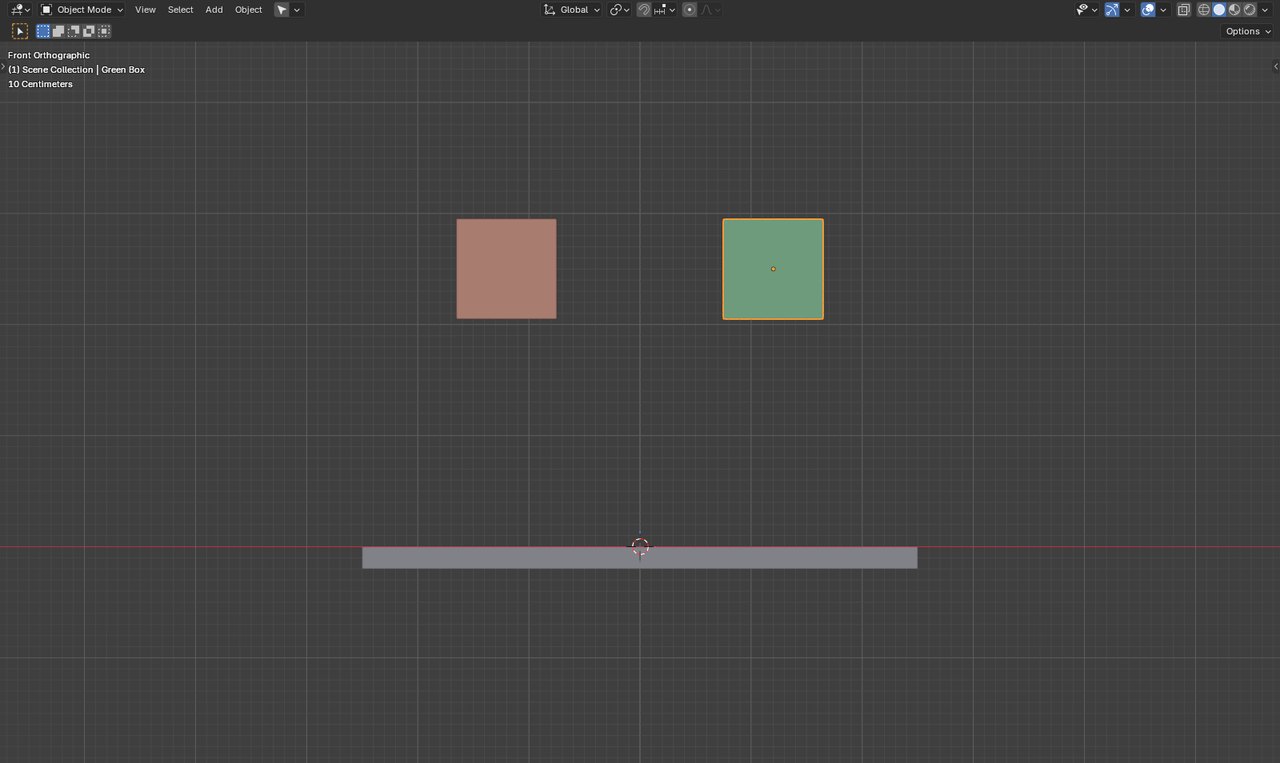 Object Mode View Select Add Object Global
Options
Front Orthographic
(1) Scene Collection | Green Box
10 Centimeters